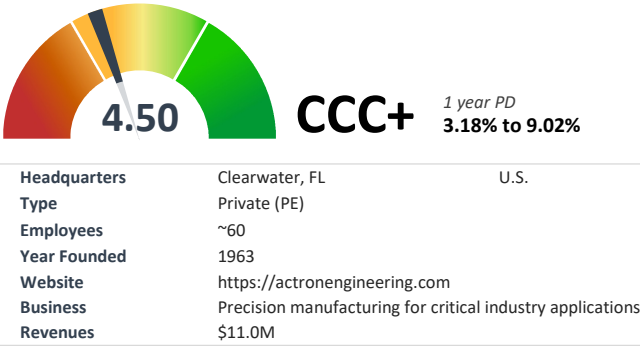 4.50
CCC+
1 year PD
3.18% to 9.02%
Headquarters Clearwater, FL U.S.
Type Private (PE)
Employees ~60
Year Founded 1963
Website https://actronengineering.com
Business Precision manufacturing for critical industry applications
Revenues $11.0M